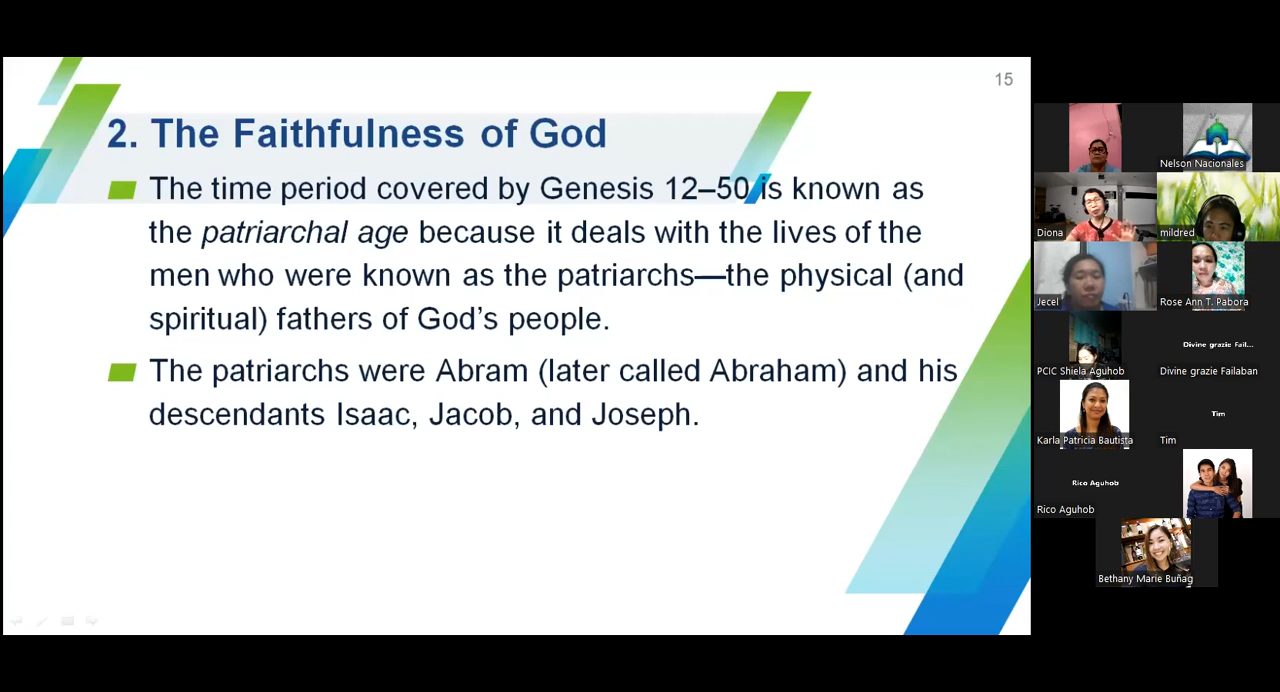 15
2. The Faithfulness of God
The time period covered by Genesis 12–50 is known as
the patriarchal age because it deals with the lives of the
men who were known as the patriarchs—the physical (and
spiritual) fathers of God’s people.
The patriarchs were Abram (later called Abraham) and his
descendants Isaac, Jacob, and Joseph.
Nelson Nacionales
Diona
mildred
Jecel
Rose Ann T. Pabora
PCIC Shiela Aguhob
Divine grazie Fail...
Divine grazie Failaban
Karla Patricia Bautista
Tim
Tim
Rico Aguhob
Rico Aguhob
Bethany Marie Buñag